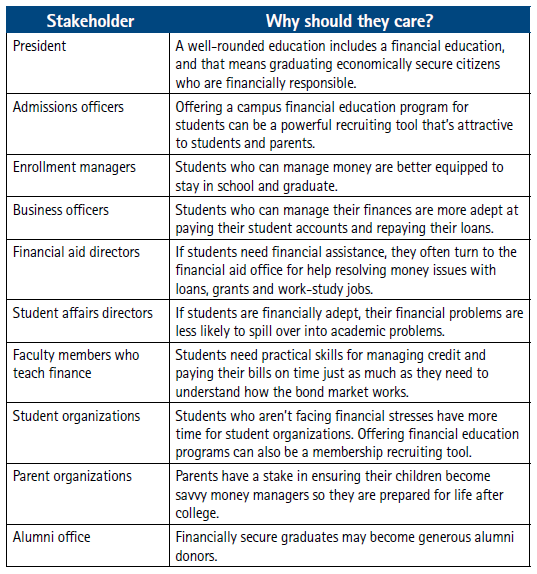 Stakeholder Why should they care?
President A well-rounded education includes a financial education,
and that means graduating economically secure citizens
who are financially responsible.
Admissions officers Offering a campus financial education program for
students can be a powerful recruiting tool that's attractive
to students and parents.
Enrollment managers Students who can manage money are better equipped to
stay in school and graduate.
Business officers Students who can manage their finances are more adept at
paying their student accounts and repaying their loans.
Financial aid directors If students need financial assistance, they often turn to the
financial aid office for help resolving money issues with
loans, grants and work-study jobs.
Student affairs directors If students are financially adept, their financial problems are
less likely to spill over into academic problems.
Faculty members who Students need practical skills for managing credit and
teach finance paying their bills on time just as much as they need to
understand how the bond market works.
Student organizations Students who aren't facing financial stresses have more
time for student organizations. Offering financial education
programs can also be a membership recruiting tool.
Parent organizations Parents have a stake in ensuring their children become
savvy money managers so they are prepared for life after
college.
Alumni office Financially secure graduates may become generous alumni
donors.